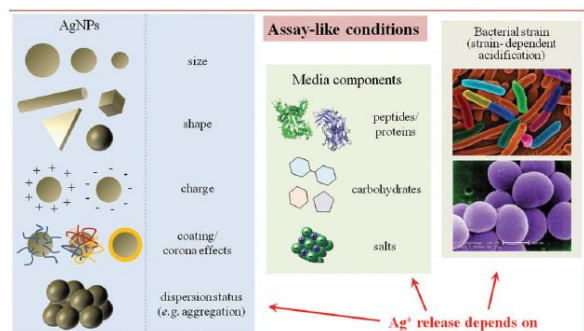 AgNPs
size
shape
+ + +
+ +
+ + +
- - -
- -
- - -
charge
coating/
corona effects
dispersion status
(e.g. aggregation)
Assay-like conditions
Media components
peptides/
proteins
carbohydrates
salts
Bacterial strain
(strain- dependent
acidification)
Ag⁺ release depends on